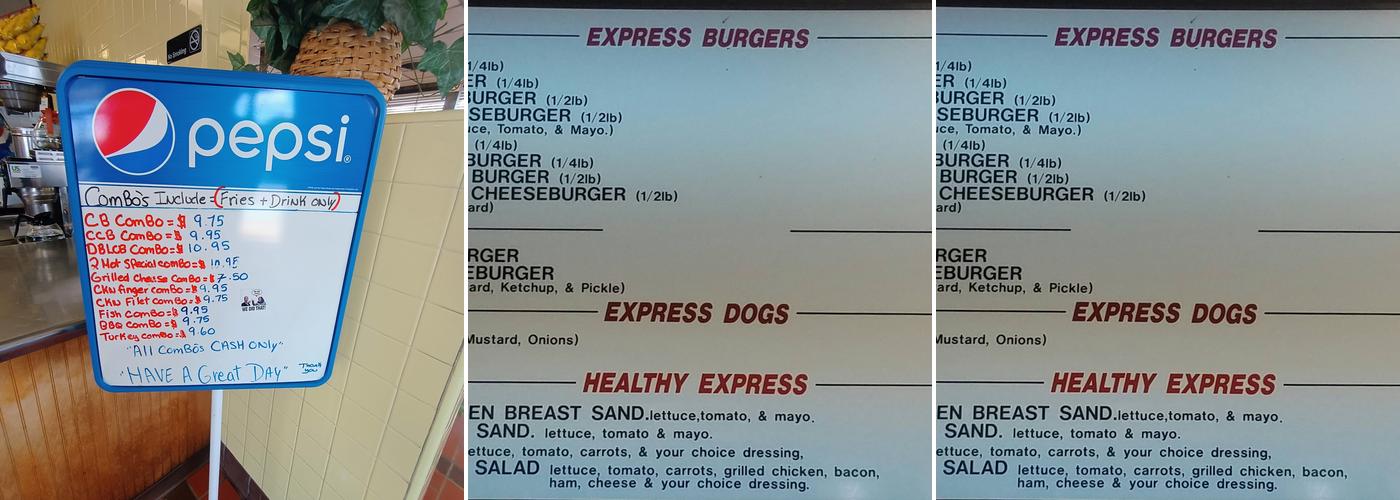 No Smoking
pepsi
ComBo's Include = (Fries + Drink only)
CB ComBo = $ 9.75
CCB ComBo = $ 9.95
DBLCB ComBo = $ 10.95
2 Hot Special comBo = $
Grilled Cheese ComBo = $ 7.50
CKN finger comBo = $ 9.95
CKN Filet comBo = $ 9.75
Fish comBo = $ 9.95
BBQ comBo = $ 9.75
Turkey comBo = $ 9.60
WE DID THAT!
"All ComBo's CASH ONLY"
"HAVE A Great DAY"
Thank You
EXPRESS BURGERS
/4lb)
ER (1/4lb)
BURGER (1/2lb)
SEBURGER (1/2lb)
uce, Tomato, & Mayo.)
(1/4lb)
BURGER (1/4lb)
BURGER (1/2lb)
CHEESEBURGER (1/2lb)
ard)
RGER
EBURGER
ard, Ketchup, & Pickle)
EXPRESS DOGS
Mustard, Onions)
HEALTHY EXPRESS
EN BREAST SAND.lettuce,tomato, & mayo.
SAND. lettuce, tomato & mayo.
ettuce, tomato, carrots, & your choice dressing,
SALAD lettuce, tomato, carrots, grilled chicken, bacon,
ham, cheese & your choice dressing.
EXPRESS BURGERS
/4lb)
ER (1/4lb)
BURGER (1/2lb)
SEBURGER (1/2lb)
uce, Tomato, & Mayo.)
(1/4lb)
BURGER (1/4lb)
BURGER (1/2lb)
CHEESEBURGER (1/2lb)
ard)
RGER
EBURGER
ard, Ketchup, & Pickle)
EXPRESS DOGS
Mustard, Onions)
HEALTHY EXPRESS
EN BREAST SAND.lettuce,tomato, & mayo.
SAND. lettuce, tomato & mayo.
ettuce, tomato, carrots, & your choice dressing,
SALAD lettuce, tomato, carrots, grilled chicken, bacon,
ham, cheese & your choice dressing.